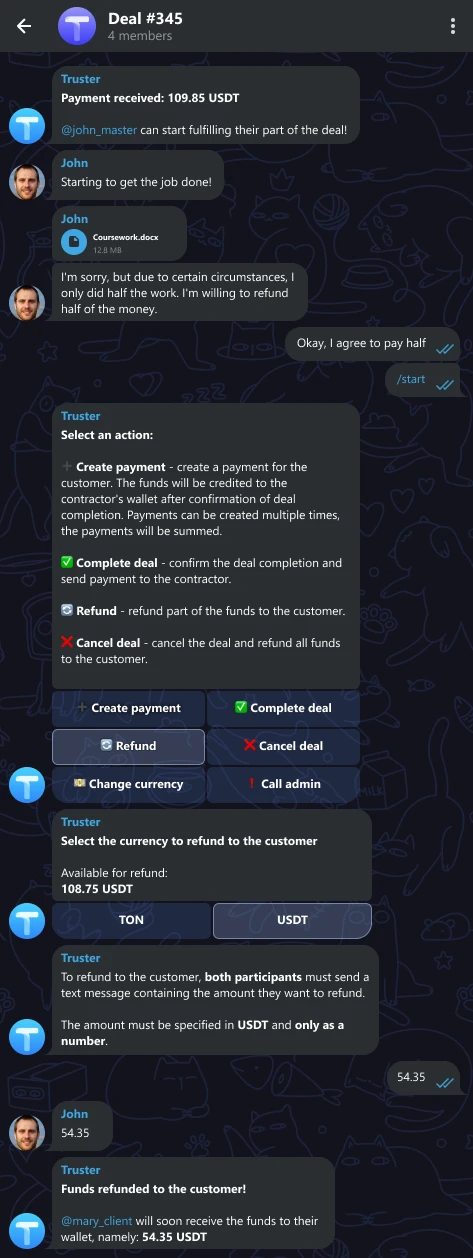 Deal #345
4 members
Truster
Payment received: 109.85 USDT
@john_master can start fulfilling their part of the deal!
John
Starting to get the job done!
John
Coursework.docx
12.8 MB
I'm sorry, but due to certain circumstances, I
only did half the work. I'm willing to refund
half of the money.
Okay, I agree to pay half
/start
Truster
Select an action:
➕ Create payment - create a payment for the
customer. The funds will be credited to the
contractor's wallet after confirmation of deal
completion. Payments can be created multiple times,
the payments will be summed.
✅ Complete deal - confirm the deal completion and
send payment to the contractor.
🔄 Refund - refund part of the funds to the customer.
❌ Cancel deal - cancel the deal and refund all funds
to the customer.
➕ Create payment
✅ Complete deal
🔄 Refund
❌ Cancel deal
💴 Change currency
❗ Call admin
Truster
Select the currency to refund to the customer
Available for refund:
108.75 USDT
TON
USDT
Truster
To refund to the customer, both participants must send a
text message containing the amount they want to refund.
The amount must be specified in USDT and only as a
number.
54.35
John
54.35
Truster
Funds refunded to the customer!
@mary_client will soon receive the funds to their
wallet, namely: 54.35 USDT